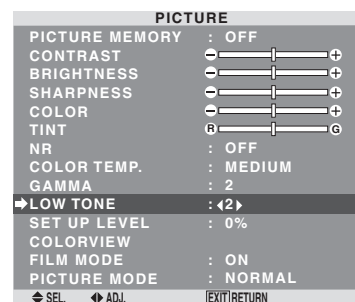 PICTURE
PICTURE MEMORY : OFF
CONTRAST
BRIGHTNESS
SHARPNESS
COLOR
TINT R G
NR : OFF
COLOR TEMP. : MEDIUM
GAMMA : 2
LOW TONE : 2
SET UP LEVEL : 0%
COLORVIEW
FILM MODE : ON
PICTURE MODE : NORMAL
SEL. ADJ. EXIT RETURN